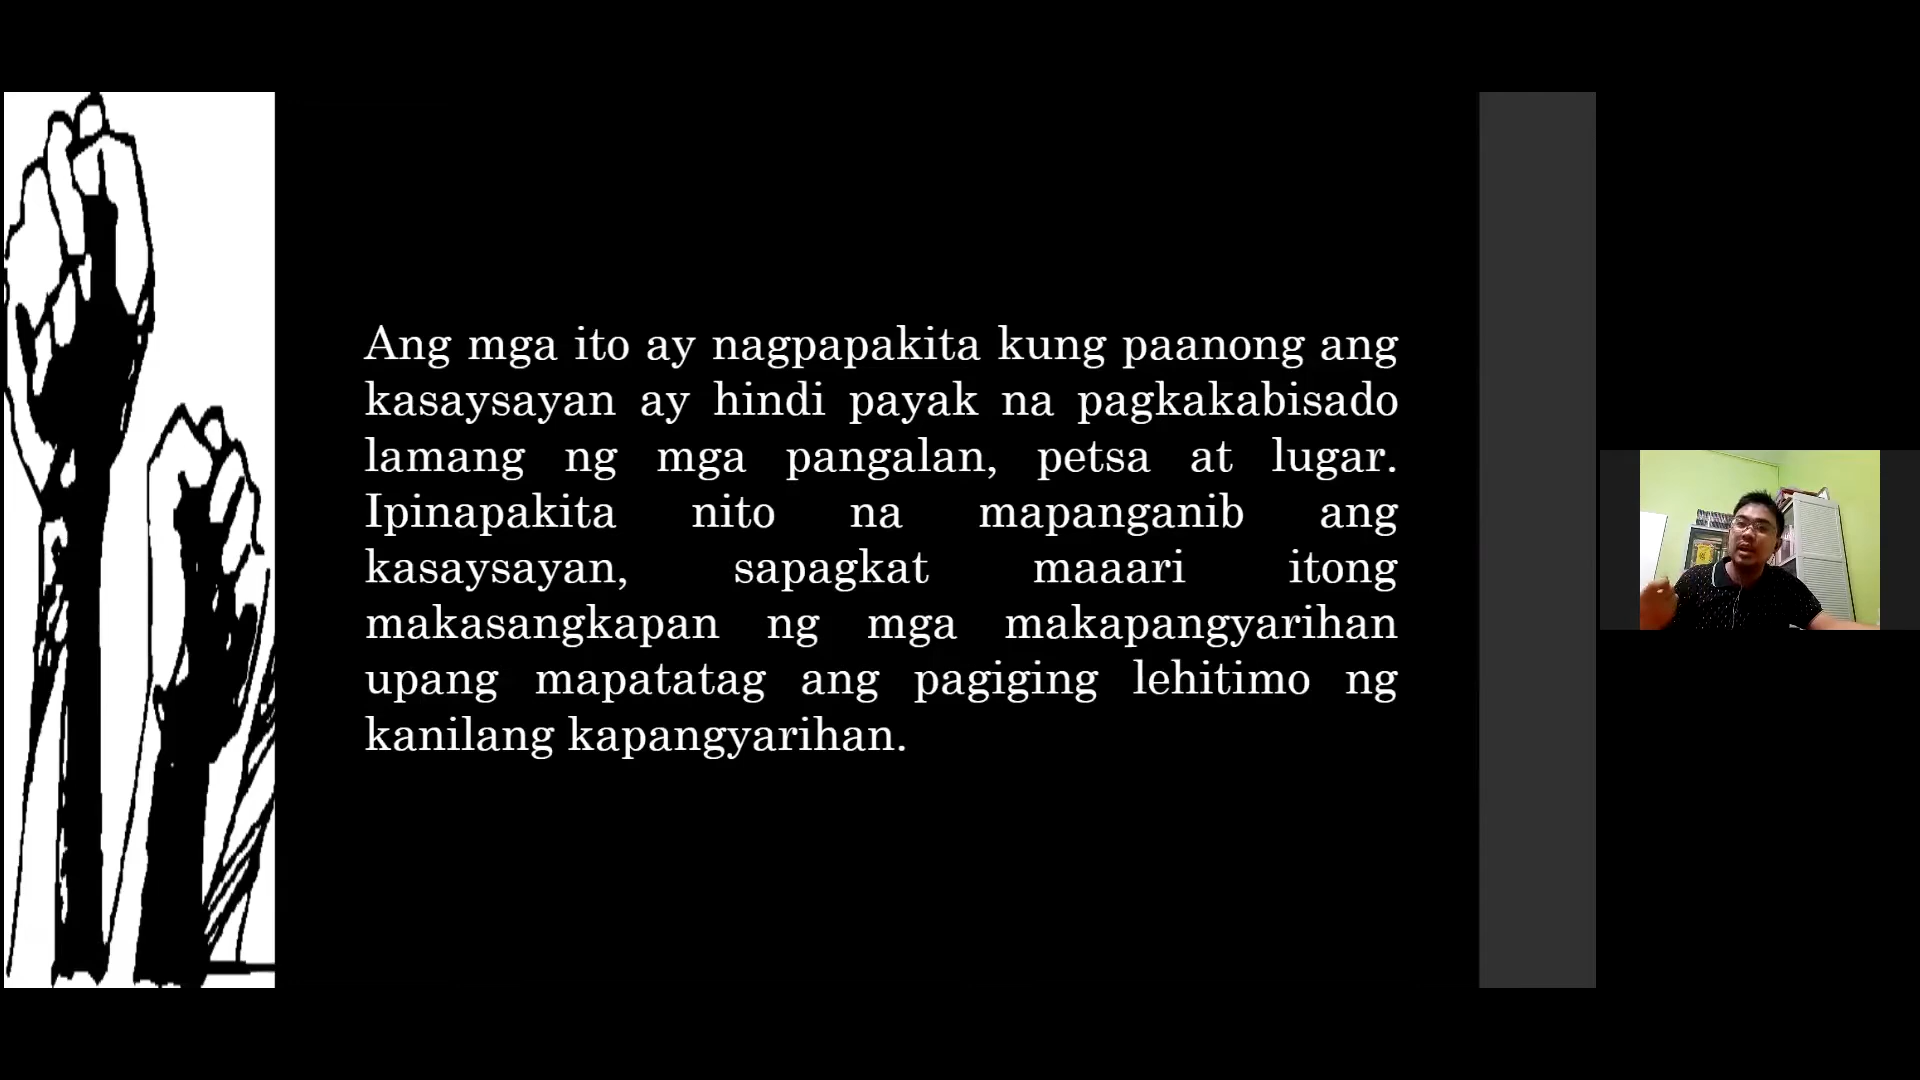 Ang mga ito ay nagpapakita kung paanong ang
kasaysayan ay hindi payak na pagkakabisado
lamang ng mga pangalan, petsa at lugar.
Ipinapakita nito na mapanganib ang
kasaysayan, sapagkat maaari itong
makasangkapan ng mga makapangyarihan
upang mapatatag ang pagiging lehitimo ng
kanilang kapangyarihan.